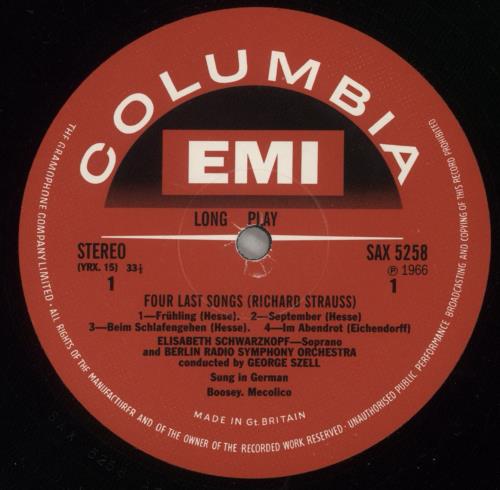 COLUMBIA
EMI
LONG PLAY
STEREO
(YRX. 15) 33⅓
1
SAX 5258
Ⓟ 1966
1
FOUR LAST SONGS (RICHARD STRAUSS)
1—Frühling (Hesse). 2—September (Hesse)
3—Beim Schlafengehen (Hesse). 4—Im Abendrot (Eichendorff)
ELISABETH SCHWARZKOPF—Soprano
and BERLIN RADIO SYMPHONY ORCHESTRA
conducted by GEORGE SZELL
Sung in German
Boosey. Mecolico
MADE IN Gt. BRITAIN
THE GRAMOPHONE COMPANY LIMITED · ALL RIGHTS OF THE MANUFACTURER AND OF THE OWNER OF THE RECORDED WORK RESERVED · UNAUTHORISED PUBLIC PERFORMANCE BROADCASTING AND COPYING OF THIS RECORD PROHIBITED
SAX 5258